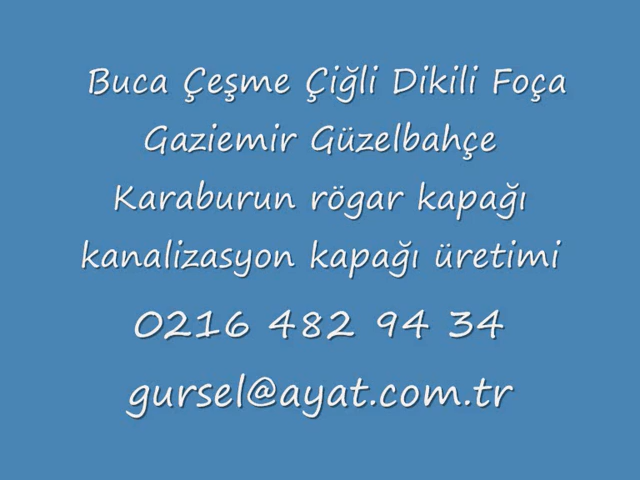 Buca Çeşme Çiğli Dikili Foça
Gaziemir Güzelbahçe
Karaburun rögar kapağı
kanalizasyon kapağı üretimi
0216 482 94 34
gursel@ayat.com.tr